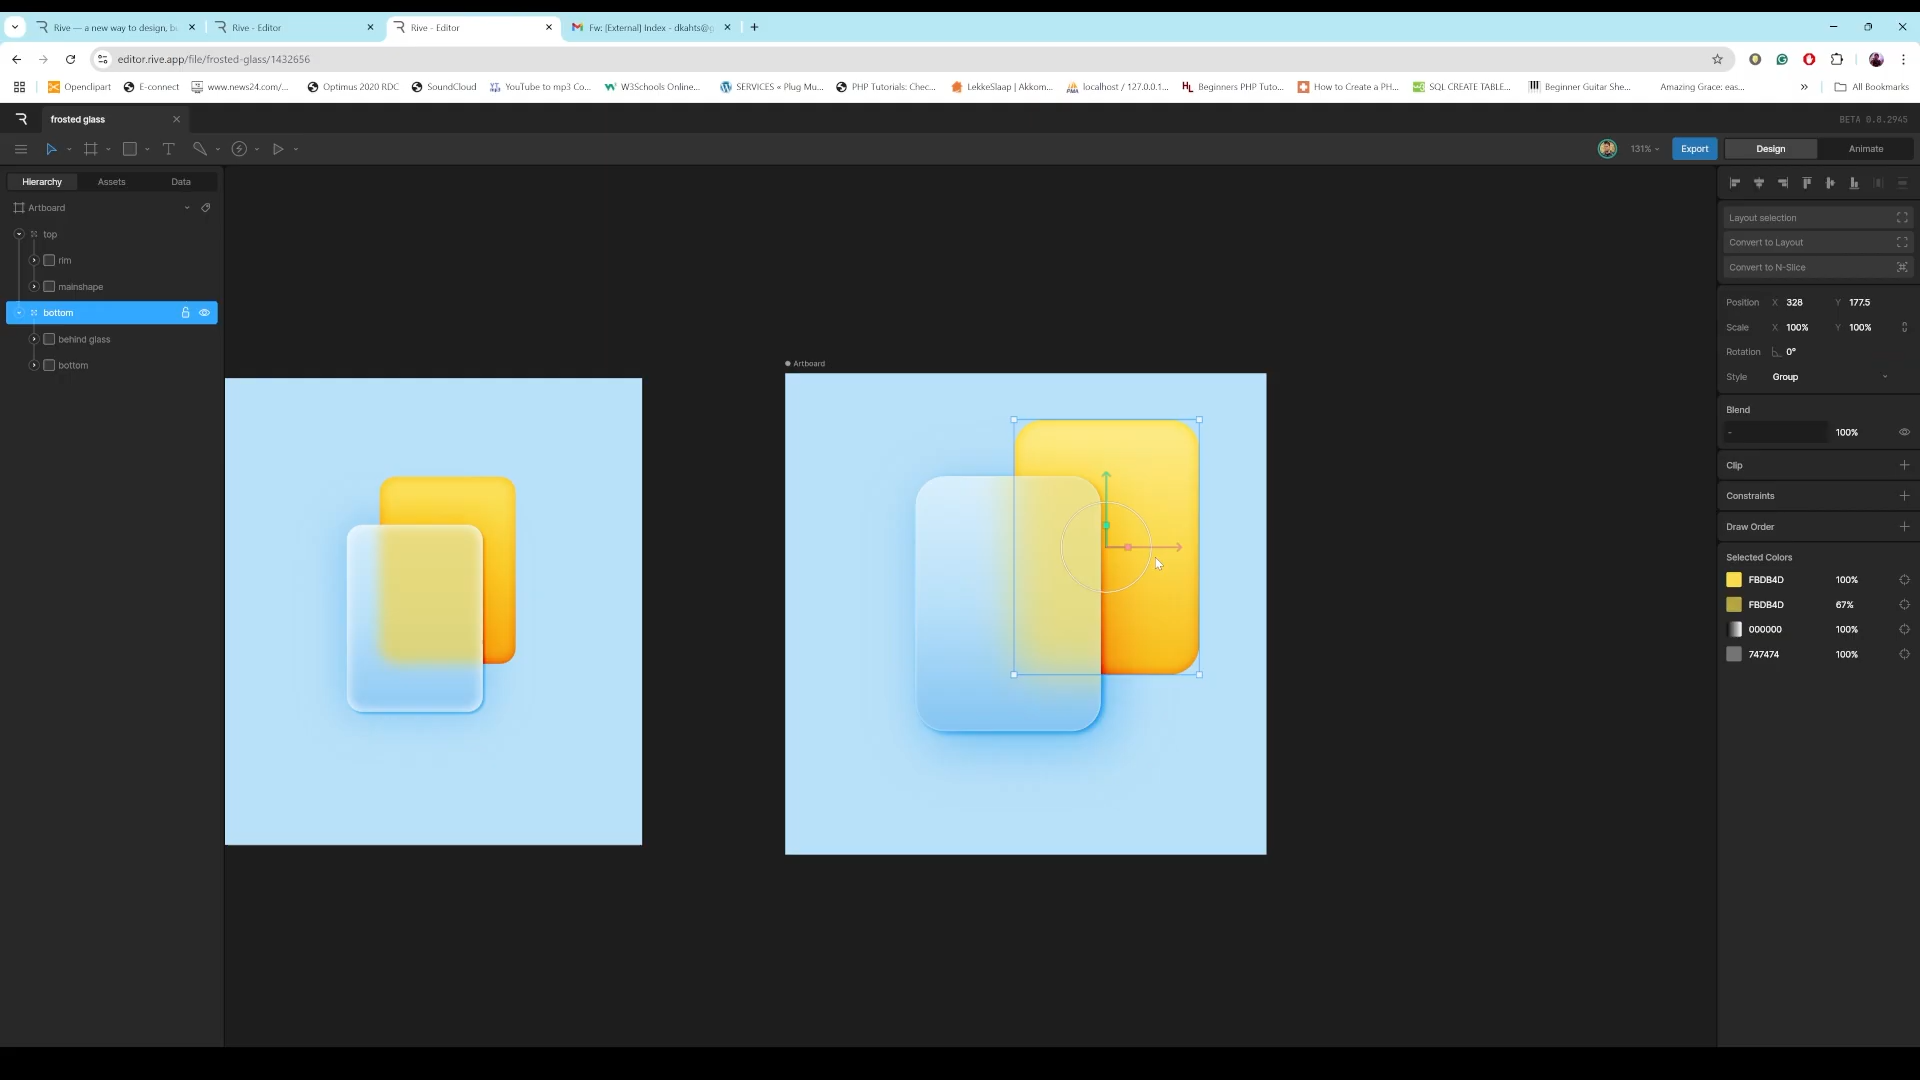 Rive — a new way to design, b
Rive - Editor
Rive - Editor
Fw: [External] Index - dkahts@g
editor.rive.app/file/frosted-glass/1432656
Openclipart
E-connect
www.news24.com/...
Optimus 2020 RDC
SoundCloud
YouTube to mp3 Co...
W3Schools Online...
SERVICES « Plug Mu...
PHP Tutorials: Chec...
LekkeSlaap | Akkom...
localhost / 127.0.0.1...
Beginners PHP Tuto...
How to Create a PH...
SQL CREATE TABLE...
Beginner Guitar She...
Amazing Grace: eas...
All Bookmarks
frosted glass
BETA 0.8.2945
131%
Export
Design
Animate
Hierarchy
Assets
Data
Artboard
top
rim
mainshape
bottom
behind glass
bottom
Artboard
Layout selection
Convert to Layout
Convert to N-Slice
Position X 328 Y 177.5
Scale X 100% Y 100%
Rotation 0°
Style Group
Blend
- 100%
Clip
Constraints
Draw Order
Selected Colors
FBDB4D 100%
FBDB4D 67%
000000 100%
747474 100%